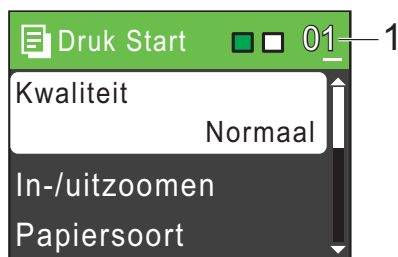 Druk Start 01 1
Kwaliteit
Normaal
In-/uitzoomen
Papiersoort